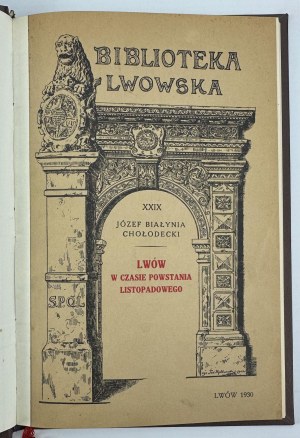 BIBLIOTEKA
LWOWSKA
XXIX
JÓZEF BIAŁYNIA
CHOŁODECKI
LWÓW
W CZASIE POWSTANIA
LISTOPADOWEGO
S.P.Q.L.
LWÓW 1930